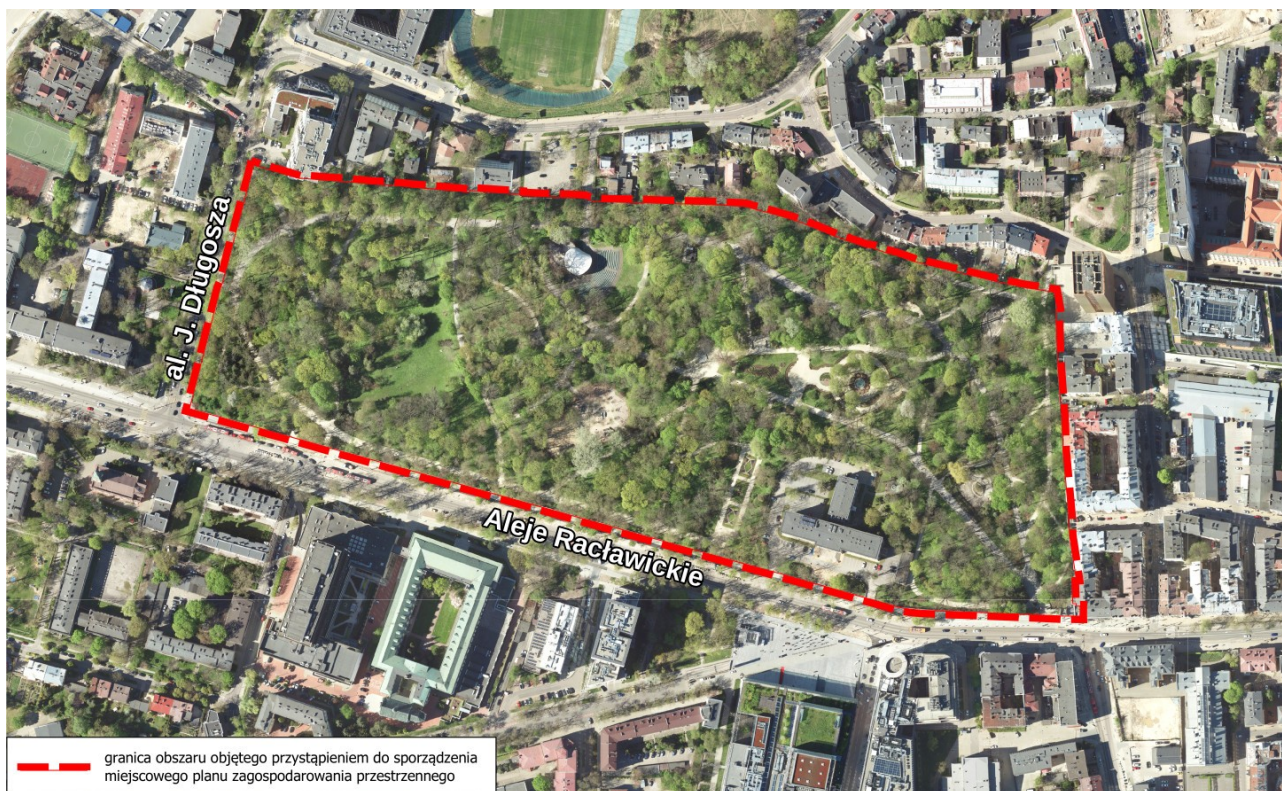 al. J. Długosza
Aleje Racławickie
granica obszaru objętego przystąpieniem do sporządzenia
miejscowego planu zagospodarowania przestrzennego